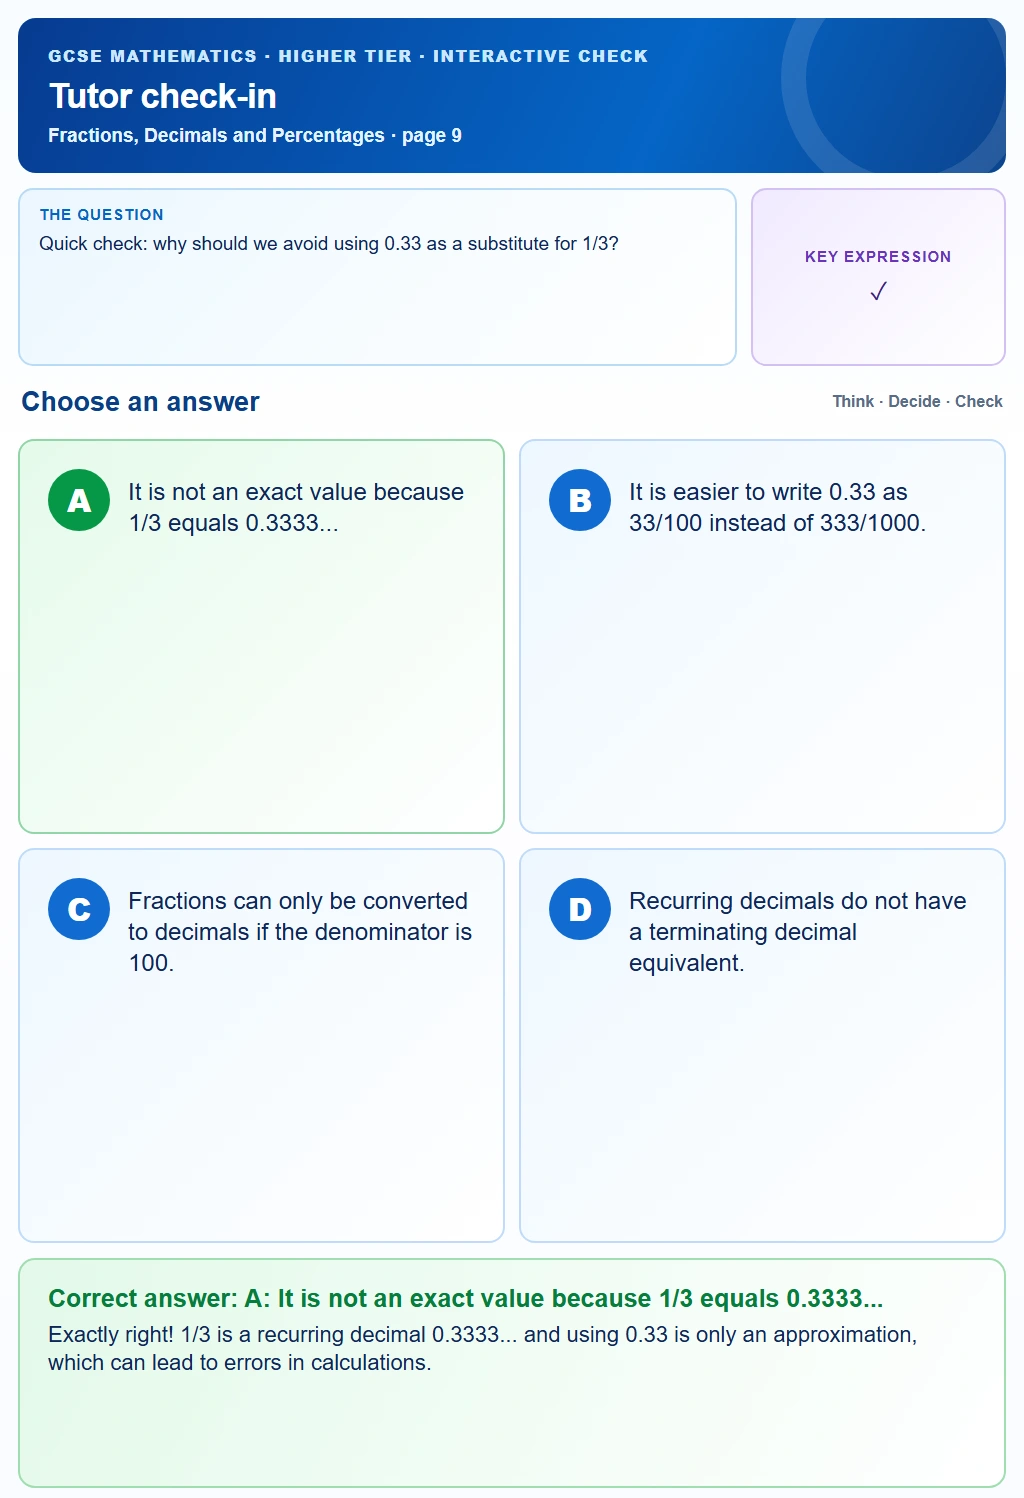 GCSE MATHEMATICS · HIGHER TIER · INTERACTIVE CHECK
Tutor check-in
Fractions, Decimals and Percentages · page 9
THE QUESTION
Quick check: why should we avoid using 0.33 as a substitute for 1/3?
KEY EXPRESSION
✓
Choose an answer
Think · Decide · Check
A
It is not an exact value because
1/3 equals 0.3333...
B
It is easier to write 0.33 as
33/100 instead of 333/1000.
C
Fractions can only be converted
to decimals if the denominator is
100.
D
Recurring decimals do not have
a terminating decimal
equivalent.
Correct answer: A: It is not an exact value because 1/3 equals 0.3333...
Exactly right! 1/3 is a recurring decimal 0.3333... and using 0.33 is only an approximation,
which can lead to errors in calculations.